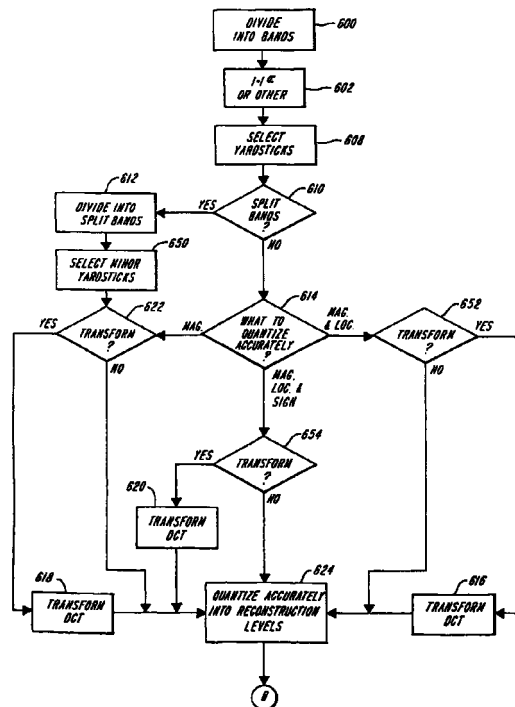 DIVIDE
INTO BANDS
600
1·1α
OR OTHER
602
SELECT
YARDSTICKS
608
612
DIVIDE INTO
SPLIT BANDS
YES
SPLIT
BANDS
?
610
NO
SELECT MINOR
YARDSTICKS
650
622
YES
TRANSFORM
?
NO
MAG.
614
WHAT TO
QUANTIZE
ACCURATELY
?
MAG.
& LOC.
652
TRANSFORM
?
YES
NO
MAG,
LOC. &
SIGN
654
YES
TRANSFORM
?
NO
620
TRANSFORM
DCT
618
TRANSFORM
DCT
624
QUANTIZE ACCURATELY
INTO RECONSTRUCTION
LEVELS
616
TRANSFORM
DCT
B